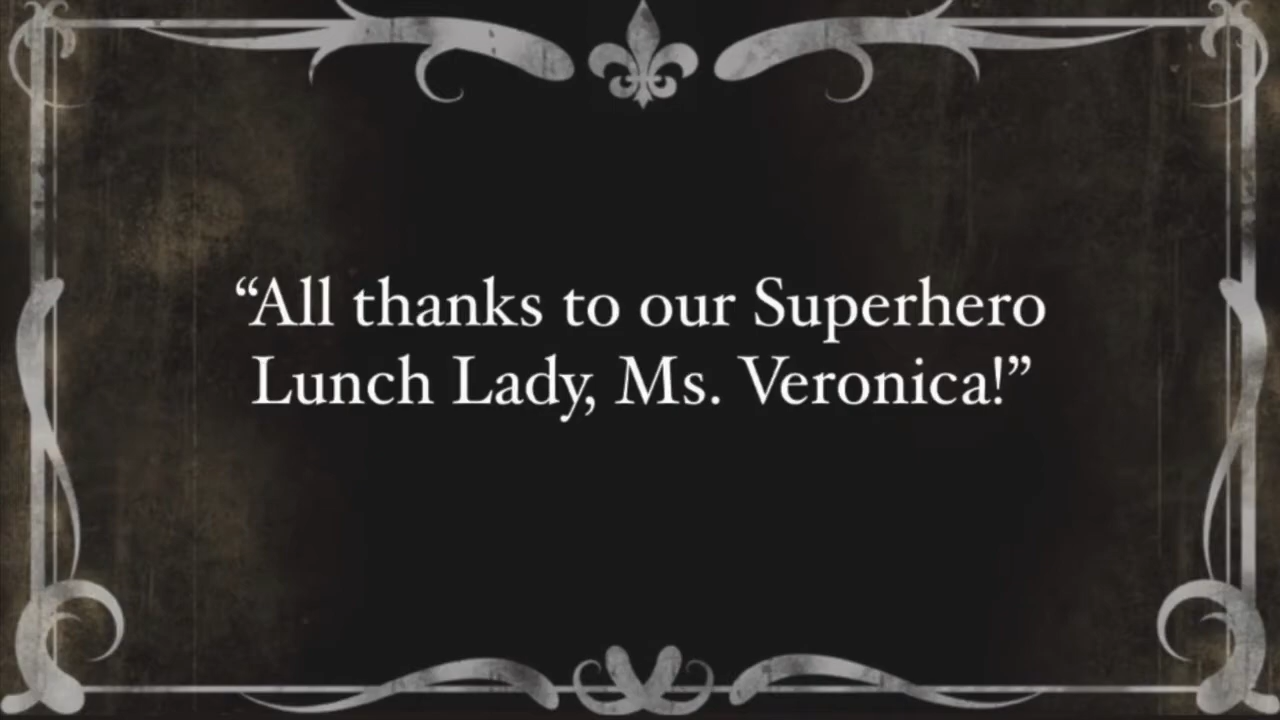 “All thanks to our Superhero
Lunch Lady, Ms. Veronica!”